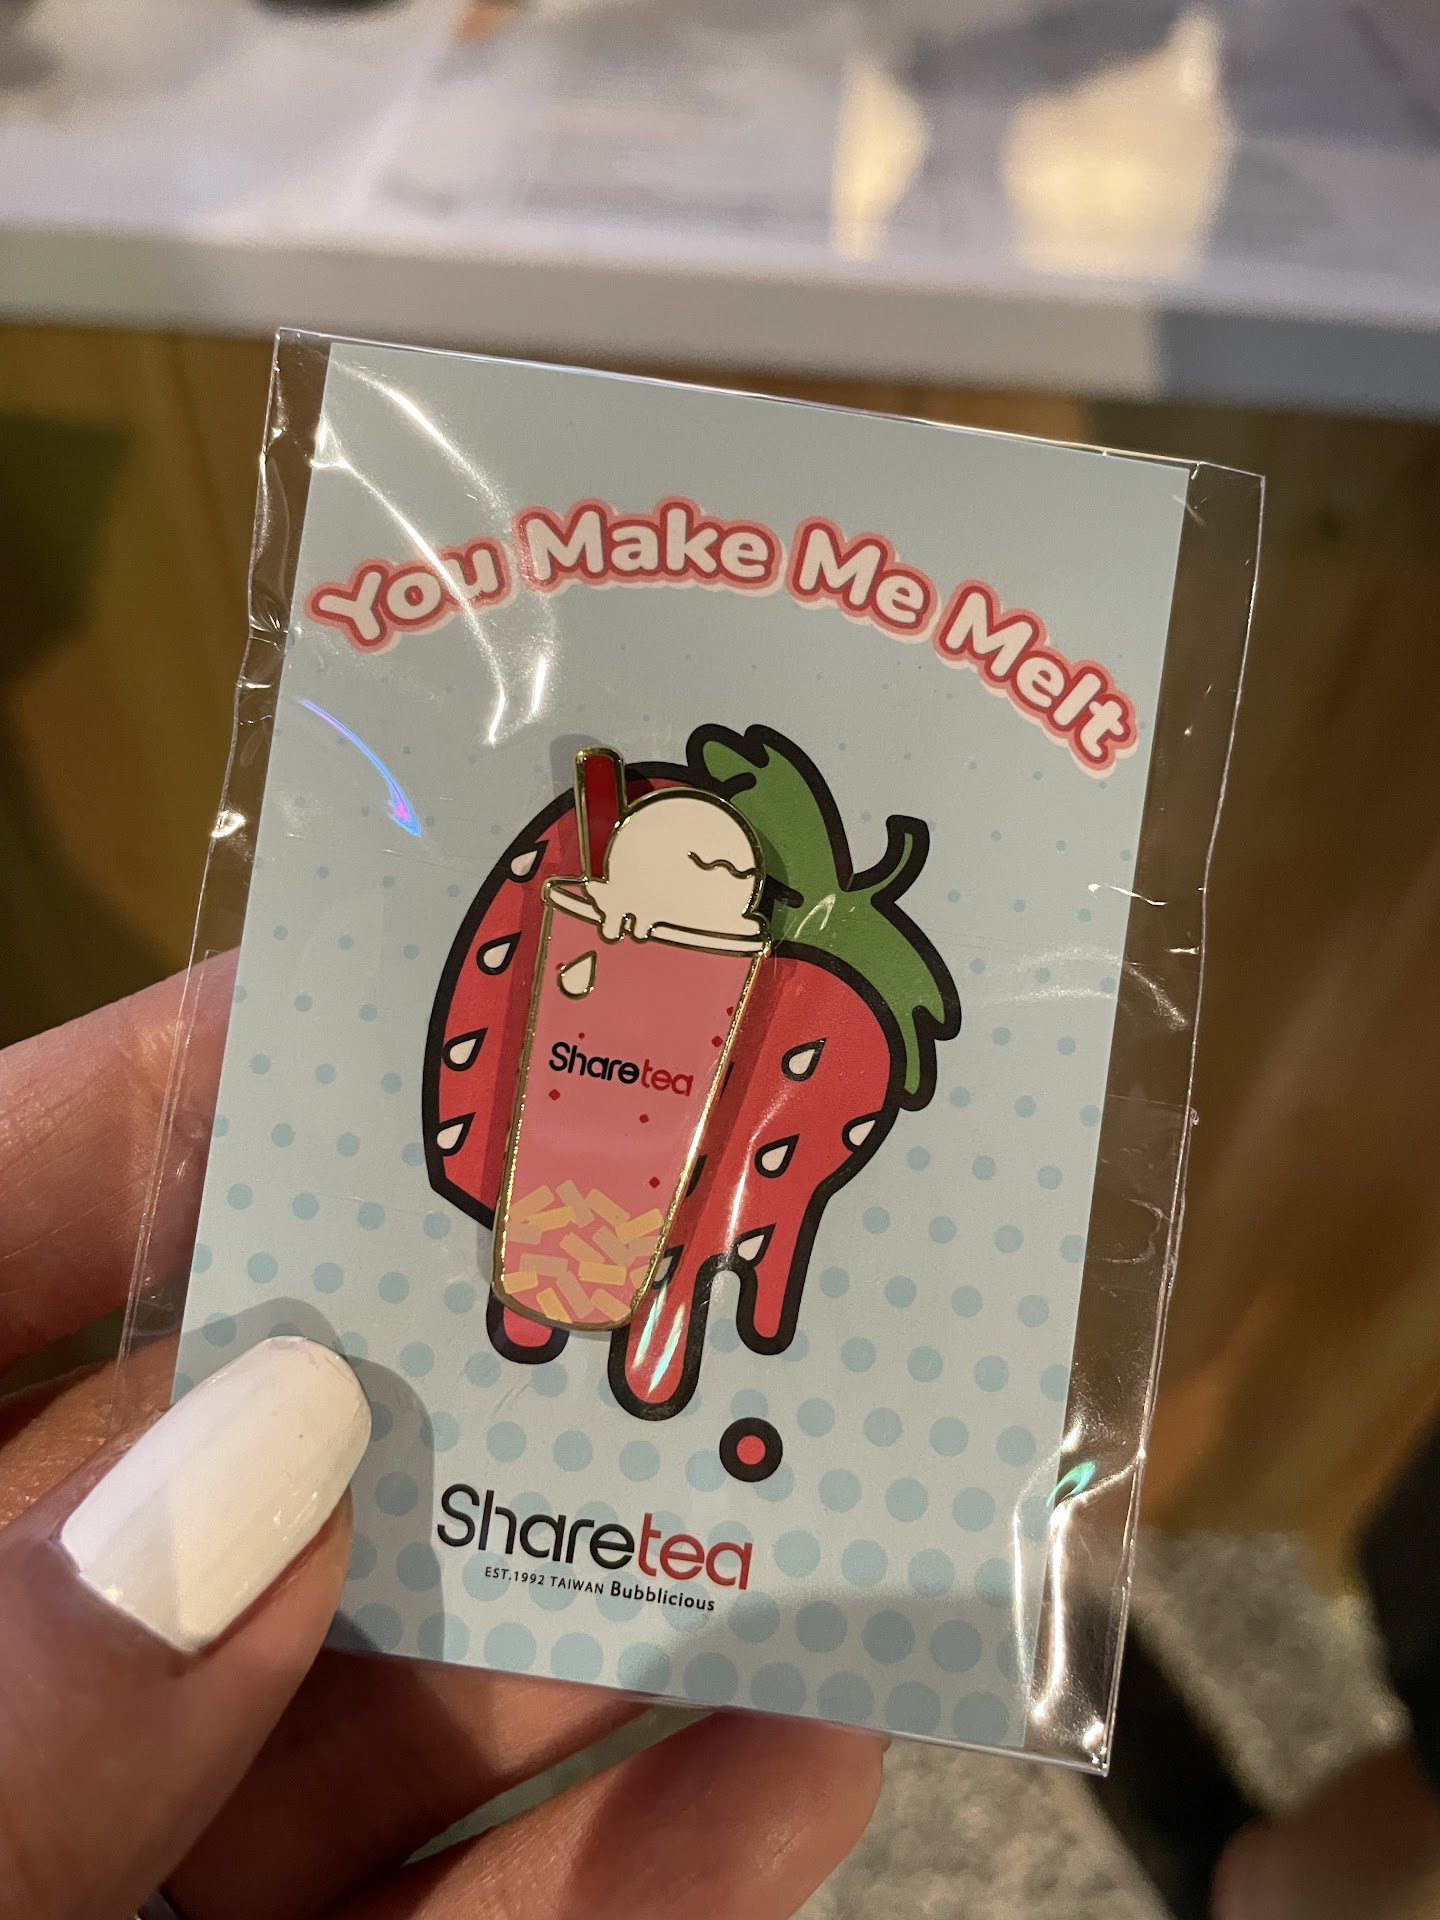 You Make Me Melt
Sharetea
Sharetea
EST.1992 TAIWAN Bubblicious